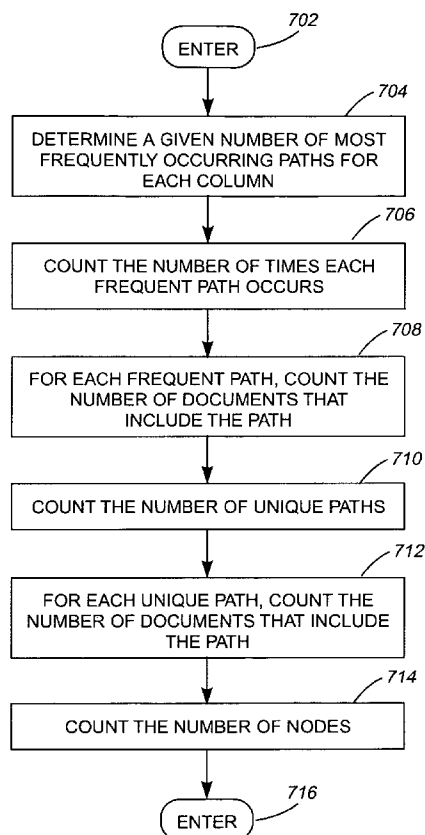 702
ENTER
704
DETERMINE A GIVEN NUMBER OF MOST
FREQUENTLY OCCURRING PATHS FOR
EACH COLUMN
706
COUNT THE NUMBER OF TIMES EACH
FREQUENT PATH OCCURS
708
FOR EACH FREQUENT PATH, COUNT THE
NUMBER OF DOCUMENTS THAT
INCLUDE THE PATH
710
COUNT THE NUMBER OF UNIQUE PATHS
712
FOR EACH UNIQUE PATH, COUNT THE
NUMBER OF DOCUMENTS THAT INCLUDE
THE PATH
714
COUNT THE NUMBER OF NODES
716
ENTER